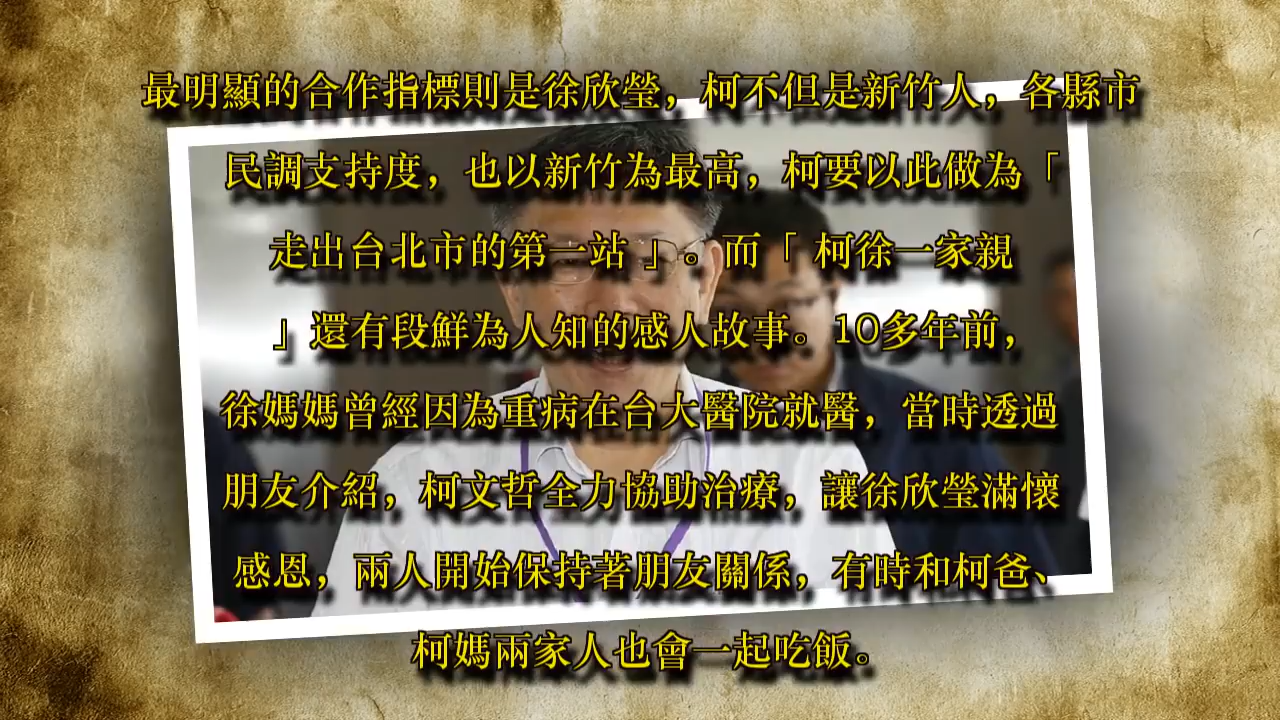 最明顯的合作指標則是徐欣瑩，柯不但是新竹人，各縣市
民調支持度，也以新竹為最高，柯要以此做為「
走出台北市的第一站 」。而「 柯徐一家親
」還有段鮮為人知的感人故事。10多年前，
徐媽媽曾經因為重病在台大醫院就醫，當時透過
朋友介紹，柯文哲全力協助治療，讓徐欣瑩滿懷
感恩，兩人開始保持著朋友關係，有時和柯爸、
柯媽兩家人也會一起吃飯。